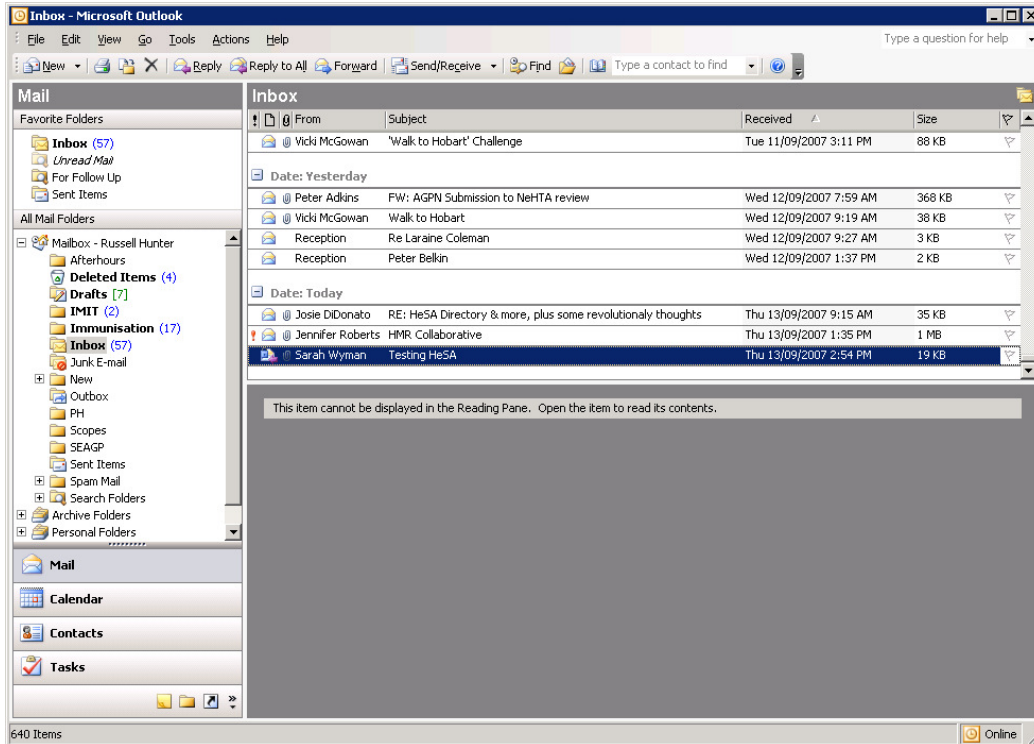 Inbox - Microsoft Outlook
File Edit View Go Tools Actions Help Type a question for help
New Reply Reply to All Forward Send/Receive Find Type a contact to find
Mail
Favorite Folders
Inbox (57)
Unread Mail
For Follow Up
Sent Items
All Mail Folders
Mailbox - Russell Hunter
Afterhours
Deleted Items (4)
Drafts [7]
IMIT (2)
Immunisation (17)
Inbox (57)
Junk E-mail
New
Outbox
PH
Scopes
SEAGP
Sent Items
Spam Mail
Search Folders
Archive Folders
Personal Folders
Mail
Calendar
Contacts
Tasks
Inbox
From Subject Received Size
Vicki McGowan 'Walk to Hobart' Challenge Tue 11/09/2007 3:11 PM 88 KB
Date: Yesterday
Peter Adkins FW: AGPN Submission to NeHTA review Wed 12/09/2007 7:59 AM 368 KB
Vicki McGowan Walk to Hobart Wed 12/09/2007 9:19 AM 38 KB
Reception Re Laraine Coleman Wed 12/09/2007 9:27 AM 3 KB
Reception Peter Belkin Wed 12/09/2007 1:37 PM 2 KB
Date: Today
Josie DiDonato RE: HeSA Directory & more, plus some revolutionaly thoughts Thu 13/09/2007 9:15 AM 35 KB
Jennifer Roberts HMR Collaborative Thu 13/09/2007 1:35 PM 1 MB
Sarah Wyman Testing HeSA Thu 13/09/2007 2:54 PM 19 KB
This item cannot be displayed in the Reading Pane. Open the item to read its contents.
640 Items Online